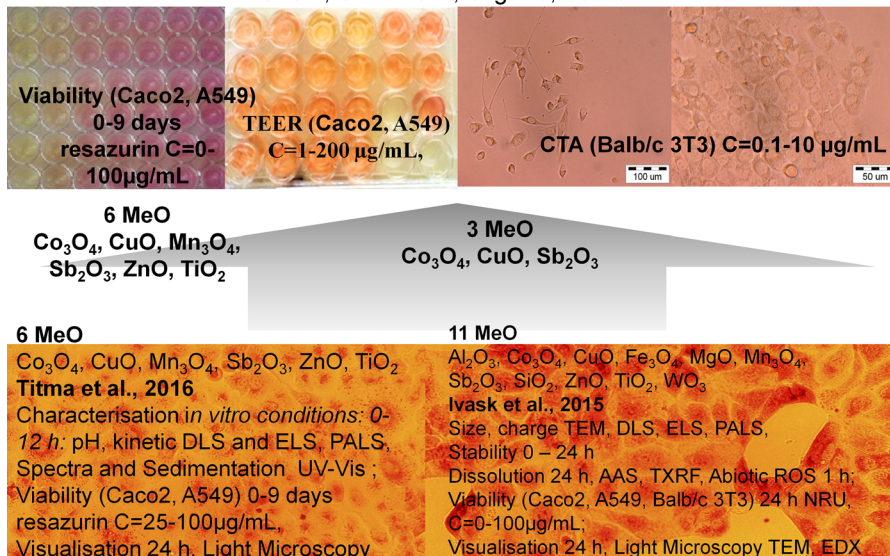 Viability (Caco2, A549)
0-9 days
resazurin C=0-
100µg/mL
TEER (Caco2, A549)
C=1-200 µg/mL,
CTA (Balb/c 3T3) C=0.1-10 µg/mL
100 um
50 um
6 MeO
Co₃O₄, CuO, Mn₃O₄,
Sb₂O₃, ZnO, TiO₂
3 MeO
Co₃O₄, CuO, Sb₂O₃
6 MeO
Co₃O₄, CuO, Mn₃O₄, Sb₂O₃, ZnO, TiO₂
Titma et al., 2016
Characterisation in vitro conditions: 0-
12 h: pH, kinetic DLS and ELS, PALS,
Spectra and Sedimentation UV-Vis ;
Viability (Caco2, A549) 0-9 days
resazurin C=25-100µg/mL,
Visualisation 24 h, Light Microscopy
11 MeO
Al₂O₃, Co₃O₄, CuO, Fe₃O₄, MgO, Mn₃O₄,
Sb₂O₃, SiO₂, ZnO, TiO₂, WO₃
Ivask et al., 2015
Size, charge TEM, DLS, ELS, PALS,
Stability 0 – 24 h
Dissolution 24 h, AAS, TXRF, Abiotic ROS 1 h;
Viability (Caco2, A549, Balb/c 3T3) 24 h NRU,
C=0-100µg/mL;
Visualisation 24 h, Light Microscopy TEM, EDX